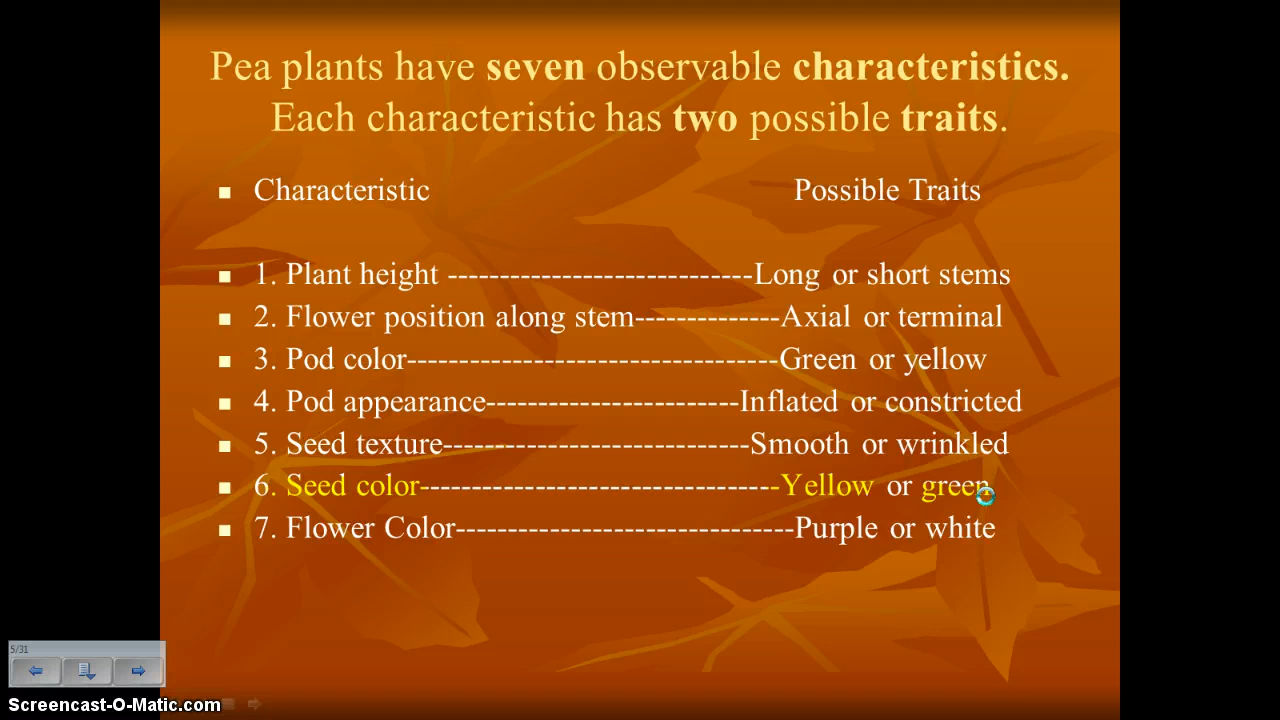 Pea plants have seven observable characteristics.
Each characteristic has two possible traits.
Characteristic Possible Traits
1. Plant height -----------------------------Long or short stems
2. Flower position along stem--------------Axial or terminal
3. Pod color------------------------------------Green or yellow
4. Pod appearance------------------------Inflated or constricted
5. Seed texture-----------------------------Smooth or wrinkled
6. Seed color----------------------------------Yellow or green
7. Flower Color--------------------------------Purple or white
5/31
Screencast-O-Matic.com